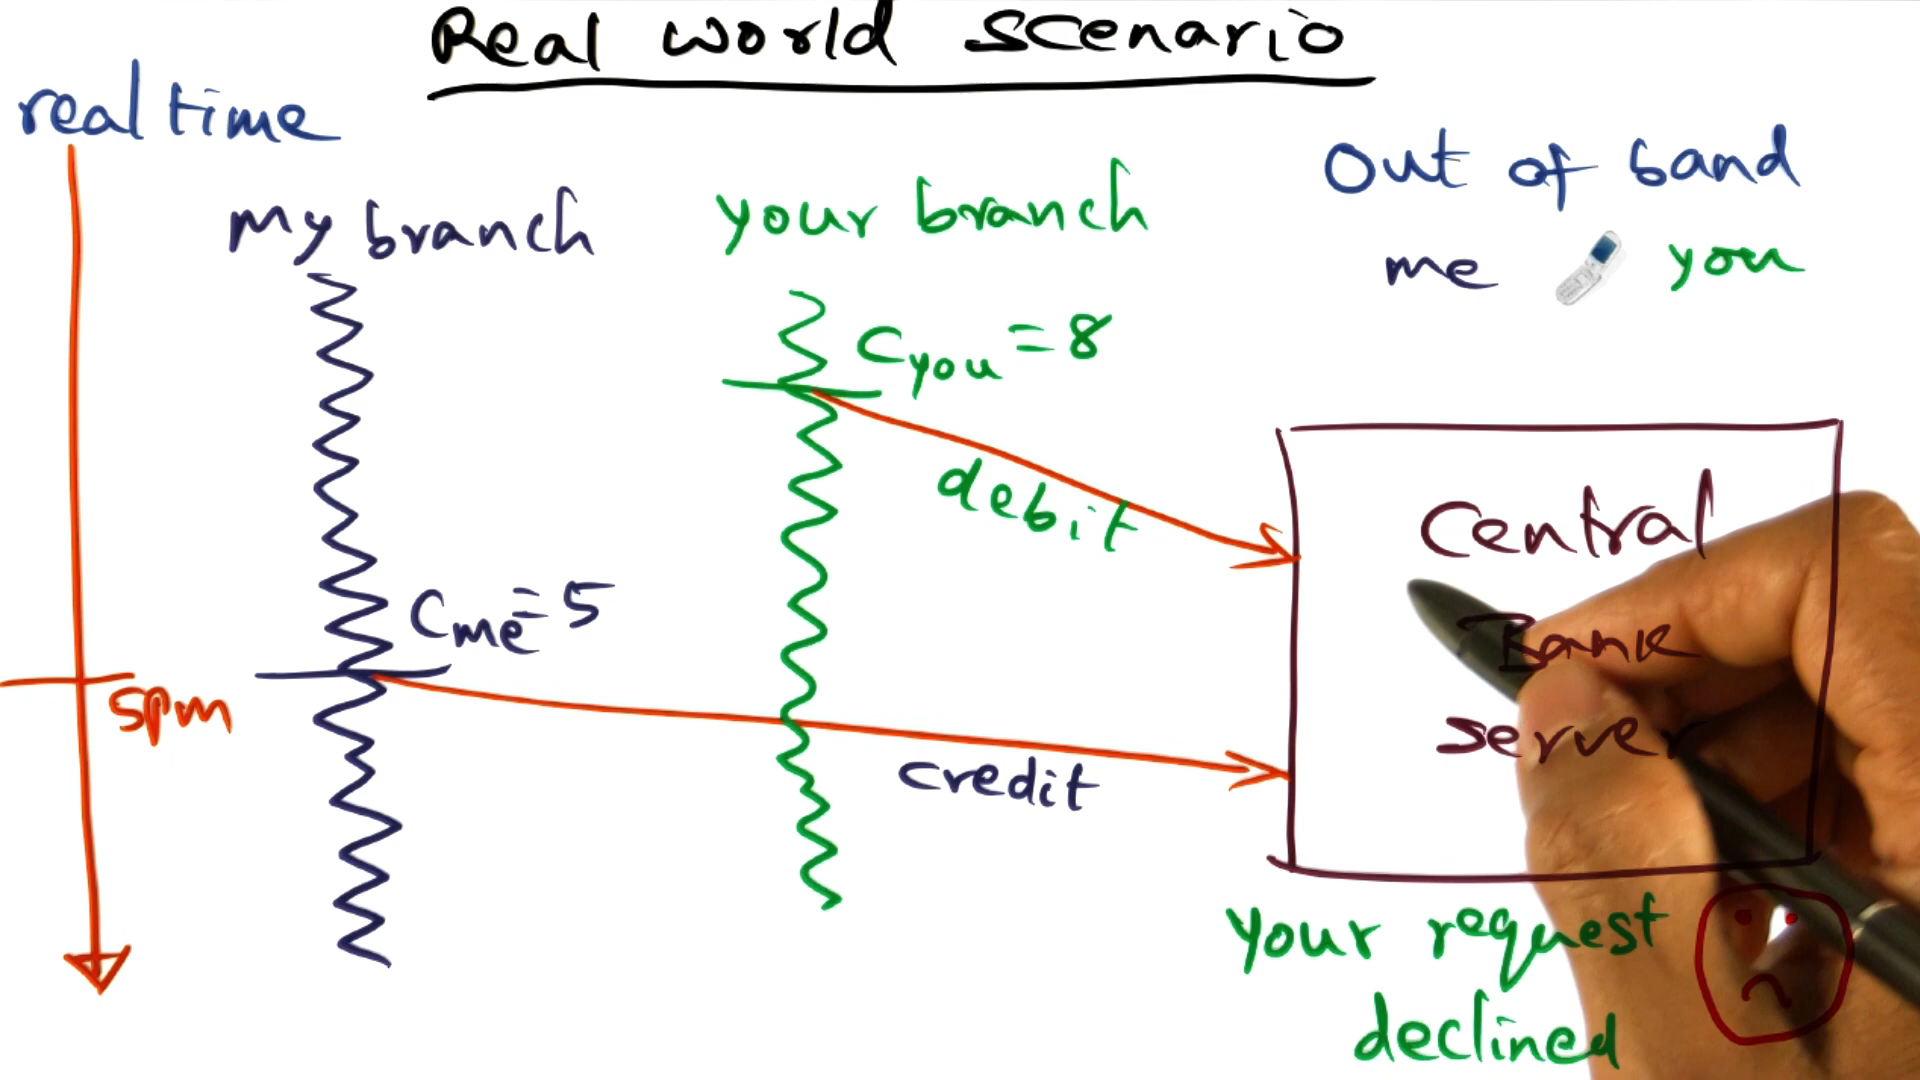 Real world scenario
real time
Out of band
my branch
your branch
me you
Cyou = 8
debit
Central
Cme = 5
Bank
5pm
server
credit
your request
declined